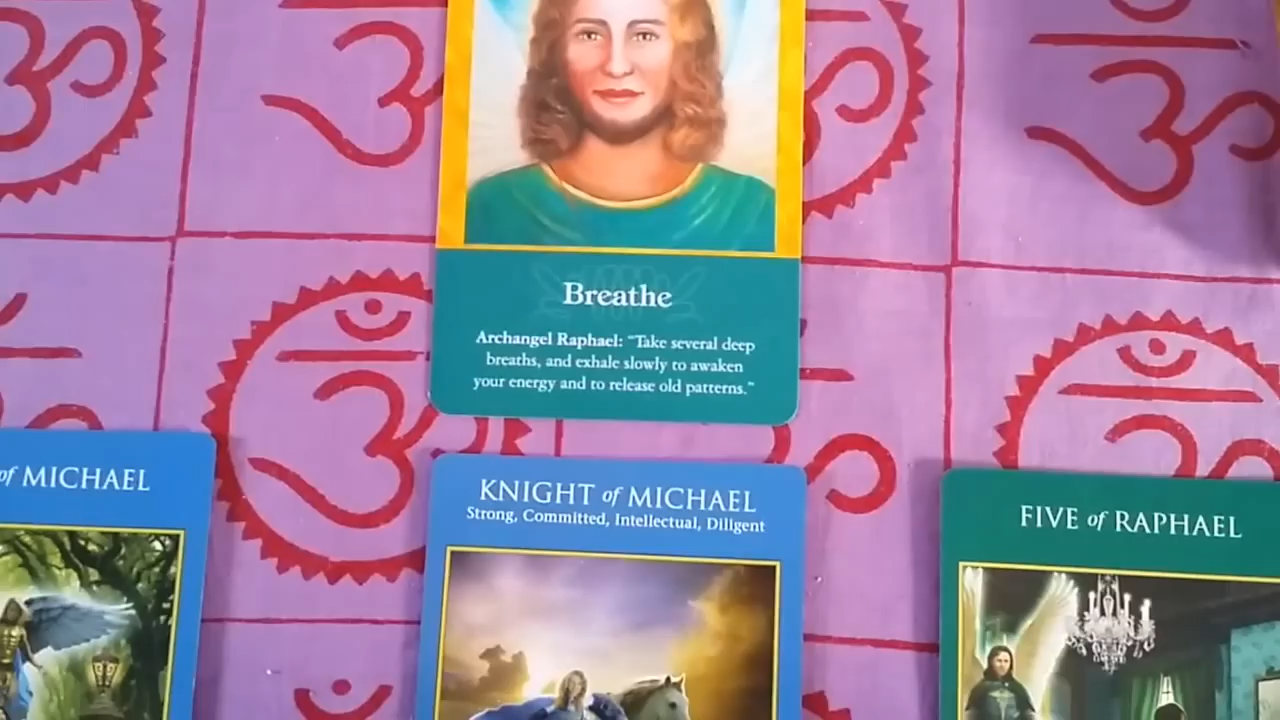 Breathe
Archangel Raphael: "Take several deep
breaths, and exhale slowly to awaken
your energy and to release old patterns."
of MICHAEL
KNIGHT of MICHAEL
Strong, Committed, Intellectual, Diligent
FIVE of RAPHAEL